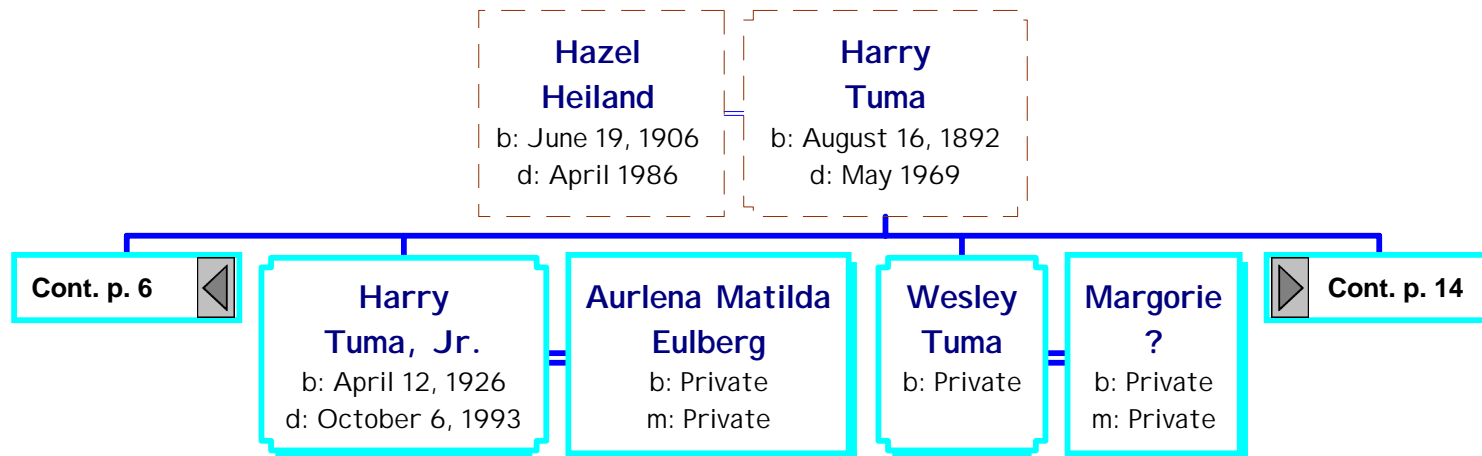 Hazel
Heiland
b: June 19, 1906
d: April 1986
Harry
Tuma
b: August 16, 1892
d: May 1969
Cont. p. 6
Harry
Tuma, Jr.
b: April 12, 1926
d: October 6, 1993
Aurlena Matilda
Eulberg
b: Private
m: Private
Wesley
Tuma
b: Private
Margorie
?
b: Private
m: Private
Cont. p. 14